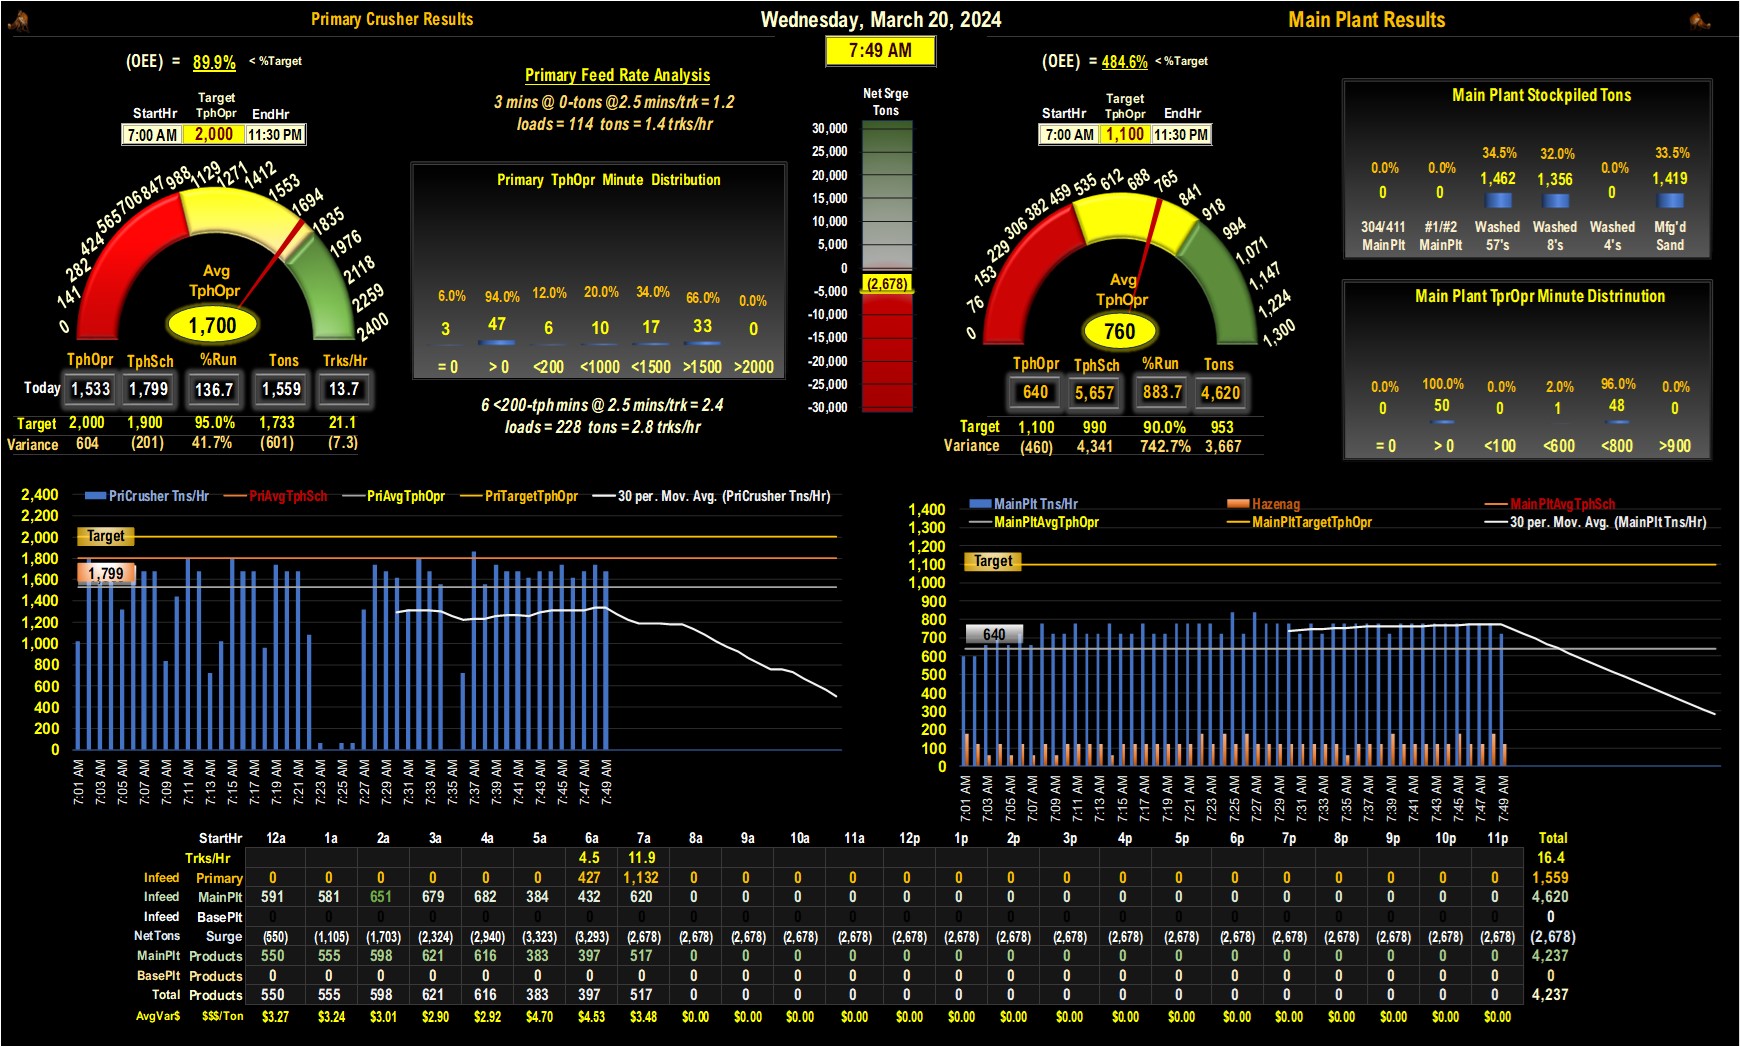 Primary Crusher Results
Wednesday, March 20, 2024
Main Plant Results
7:49 AM
(OEE) = 89.9% < %Target
StartHr Target TphOpr EndHr
7:00 AM 2,000 11:30 PM
0 141 282 424 565 706 847 988 1129 1271 1412 1553 1694 1835 1976 2118 2259 2400
Avg
TphOpr
1,700
TphOpr TphSch %Run Tons Trks/Hr
Today 1,533 1,799 136.7 1,559 13.7
Target 2,000 1,900 95.0% 1,733 21.1
Variance 604 (201) 41.7% (601) (7.3)
Primary Feed Rate Analysis
3 mins @ 0-tons @2.5 mins/trk = 1.2
loads = 114 tons = 1.4 trks/hr
Primary TphOpr Minute Distribution
6.0% 94.0% 12.0% 20.0% 34.0% 66.0% 0.0%
3 47 6 10 17 33 0
= 0 > 0 <200 <1000 <1500 >1500 >2000
6 <200-tph mins @ 2.5 mins/trk = 2.4
loads = 228 tons = 2.8 trks/hr
Net Srge
Tons
30,000
25,000
20,000
15,000
10,000
5,000
0
(2,678)
-5,000
-10,000
-15,000
-20,000
-25,000
-30,000
(OEE) = 484.6% < %Target
StartHr Target TphOpr EndHr
7:00 AM 1,100 11:30 PM
0 76 153 229 306 382 459 535 612 688 765 841 918 994 1,071 1,147 1,224 1,300
Avg
TphOpr
760
TphOpr TphSch %Run Tons
640 5,657 883.7 4,620
Target 1,100 990 90.0% 953
Variance (460) 4,341 742.7% 3,667
Main Plant Stockpiled Tons
0.0% 0.0% 34.5% 32.0% 0.0% 33.5%
0 0 1,462 1,356 0 1,419
304/411 #1/#2 Washed Washed Washed Mfg'd
MainPlt MainPlt 57's 8's 4's Sand
Main Plant TprOpr Minute Distrinution
0.0% 100.0% 0.0% 2.0% 96.0% 0.0%
0 50 0 1 48 0
= 0 > 0 <100 <600 <800 >900
PriCrusher Tns/Hr PriAvgTphSch PriAvgTphOpr PriTargetTphOpr 30 per. Mov. Avg. (PriCrusher Tns/Hr)
2,400
2,200
2,000
1,800
1,600
1,400
1,200
1,000
800
600
400
200
0
Target
1,799
7:01 AM 7:03 AM 7:05 AM 7:07 AM 7:09 AM 7:11 AM 7:13 AM 7:15 AM 7:17 AM 7:19 AM 7:21 AM 7:23 AM 7:25 AM 7:27 AM 7:29 AM 7:31 AM 7:33 AM 7:35 AM 7:37 AM 7:39 AM 7:41 AM 7:43 AM 7:45 AM 7:47 AM 7:49 AM
MainPlt Tns/Hr Hazenag MainPltAvgTphSch
MainPltAvgTphOpr MainPltTargetTphOpr 30 per. Mov. Avg. (MainPlt Tns/Hr)
1,400
1,300
1,200
1,100
1,000
900
800
700
600
500
400
300
200
100
0
Target
640
7:01 AM 7:03 AM 7:05 AM 7:07 AM 7:09 AM 7:11 AM 7:13 AM 7:15 AM 7:17 AM 7:19 AM 7:21 AM 7:23 AM 7:25 AM 7:27 AM 7:29 AM 7:31 AM 7:33 AM 7:35 AM 7:37 AM 7:39 AM 7:41 AM 7:43 AM 7:45 AM 7:47 AM 7:49 AM
StartHr 12a 1a 2a 3a 4a 5a 6a 7a 8a 9a 10a 11a 12p 1p 2p 3p 4p 5p 6p 7p 8p 9p 10p 11p Total
Trks/Hr 4.5 11.9 16.4
Infeed Primary 0 0 0 0 0 0 427 1,132 0 0 0 0 0 0 0 0 0 0 0 0 0 0 0 0 1,559
Infeed MainPlt 591 581 651 679 682 384 432 620 0 0 0 0 0 0 0 0 0 0 0 0 0 0 0 0 4,620
Infeed BasePlt 0 0 0 0 0 0 0 0 0 0 0 0 0 0 0 0 0 0 0 0 0 0 0 0 0
NetTons Surge (550) (1,105) (1,703) (2,324) (2,940) (3,323) (3,293) (2,678) (2,678) (2,678) (2,678) (2,678) (2,678) (2,678) (2,678) (2,678) (2,678) (2,678) (2,678) (2,678) (2,678) (2,678) (2,678) (2,678) (2,678)
MainPlt Products 550 555 598 621 616 383 397 517 0 0 0 0 0 0 0 0 0 0 0 0 0 0 0 0 4,237
BasePlt Products 0 0 0 0 0 0 0 0 0 0 0 0 0 0 0 0 0 0 0 0 0 0 0 0 0
Total Products 550 555 598 621 616 383 397 517 0 0 0 0 0 0 0 0 0 0 0 0 0 0 0 0 4,237
AvgVar$ $$$/Ton $3.27 $3.24 $3.01 $2.90 $2.92 $4.70 $4.53 $3.48 $0.00 $0.00 $0.00 $0.00 $0.00 $0.00 $0.00 $0.00 $0.00 $0.00 $0.00 $0.00 $0.00 $0.00 $0.00 $0.00